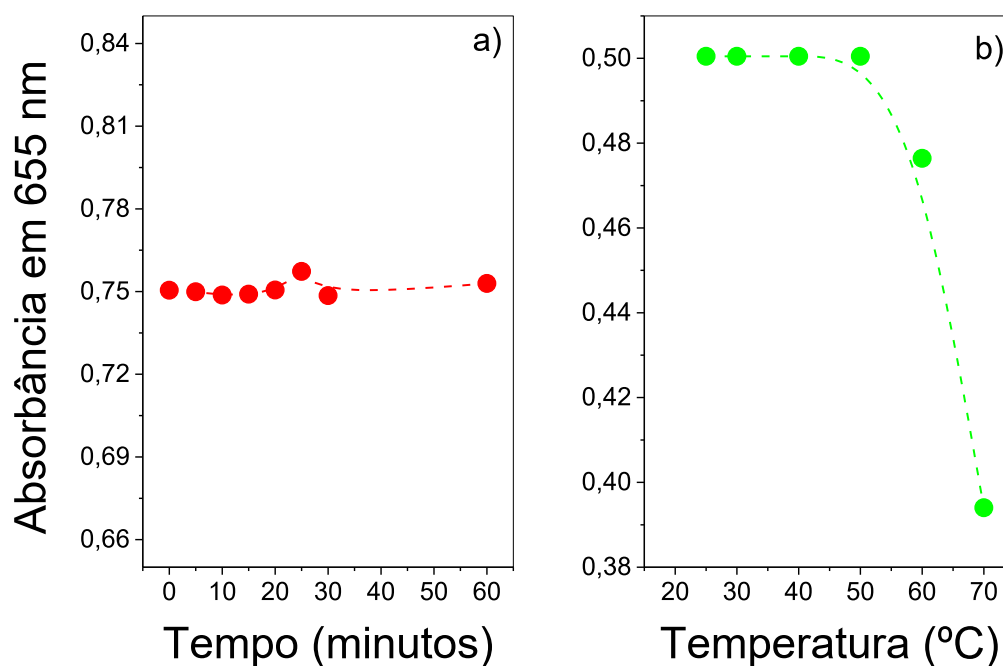 Absorbância em 655 nm
a)
0,84
0,81
0,78
0,75
0,72
0,69
0,66
0 10 20 30 40 50 60
Tempo (minutos)
b)
0,50
0,48
0,46
0,44
0,42
0,40
0,38
20 30 40 50 60 70
Temperatura (ºC)